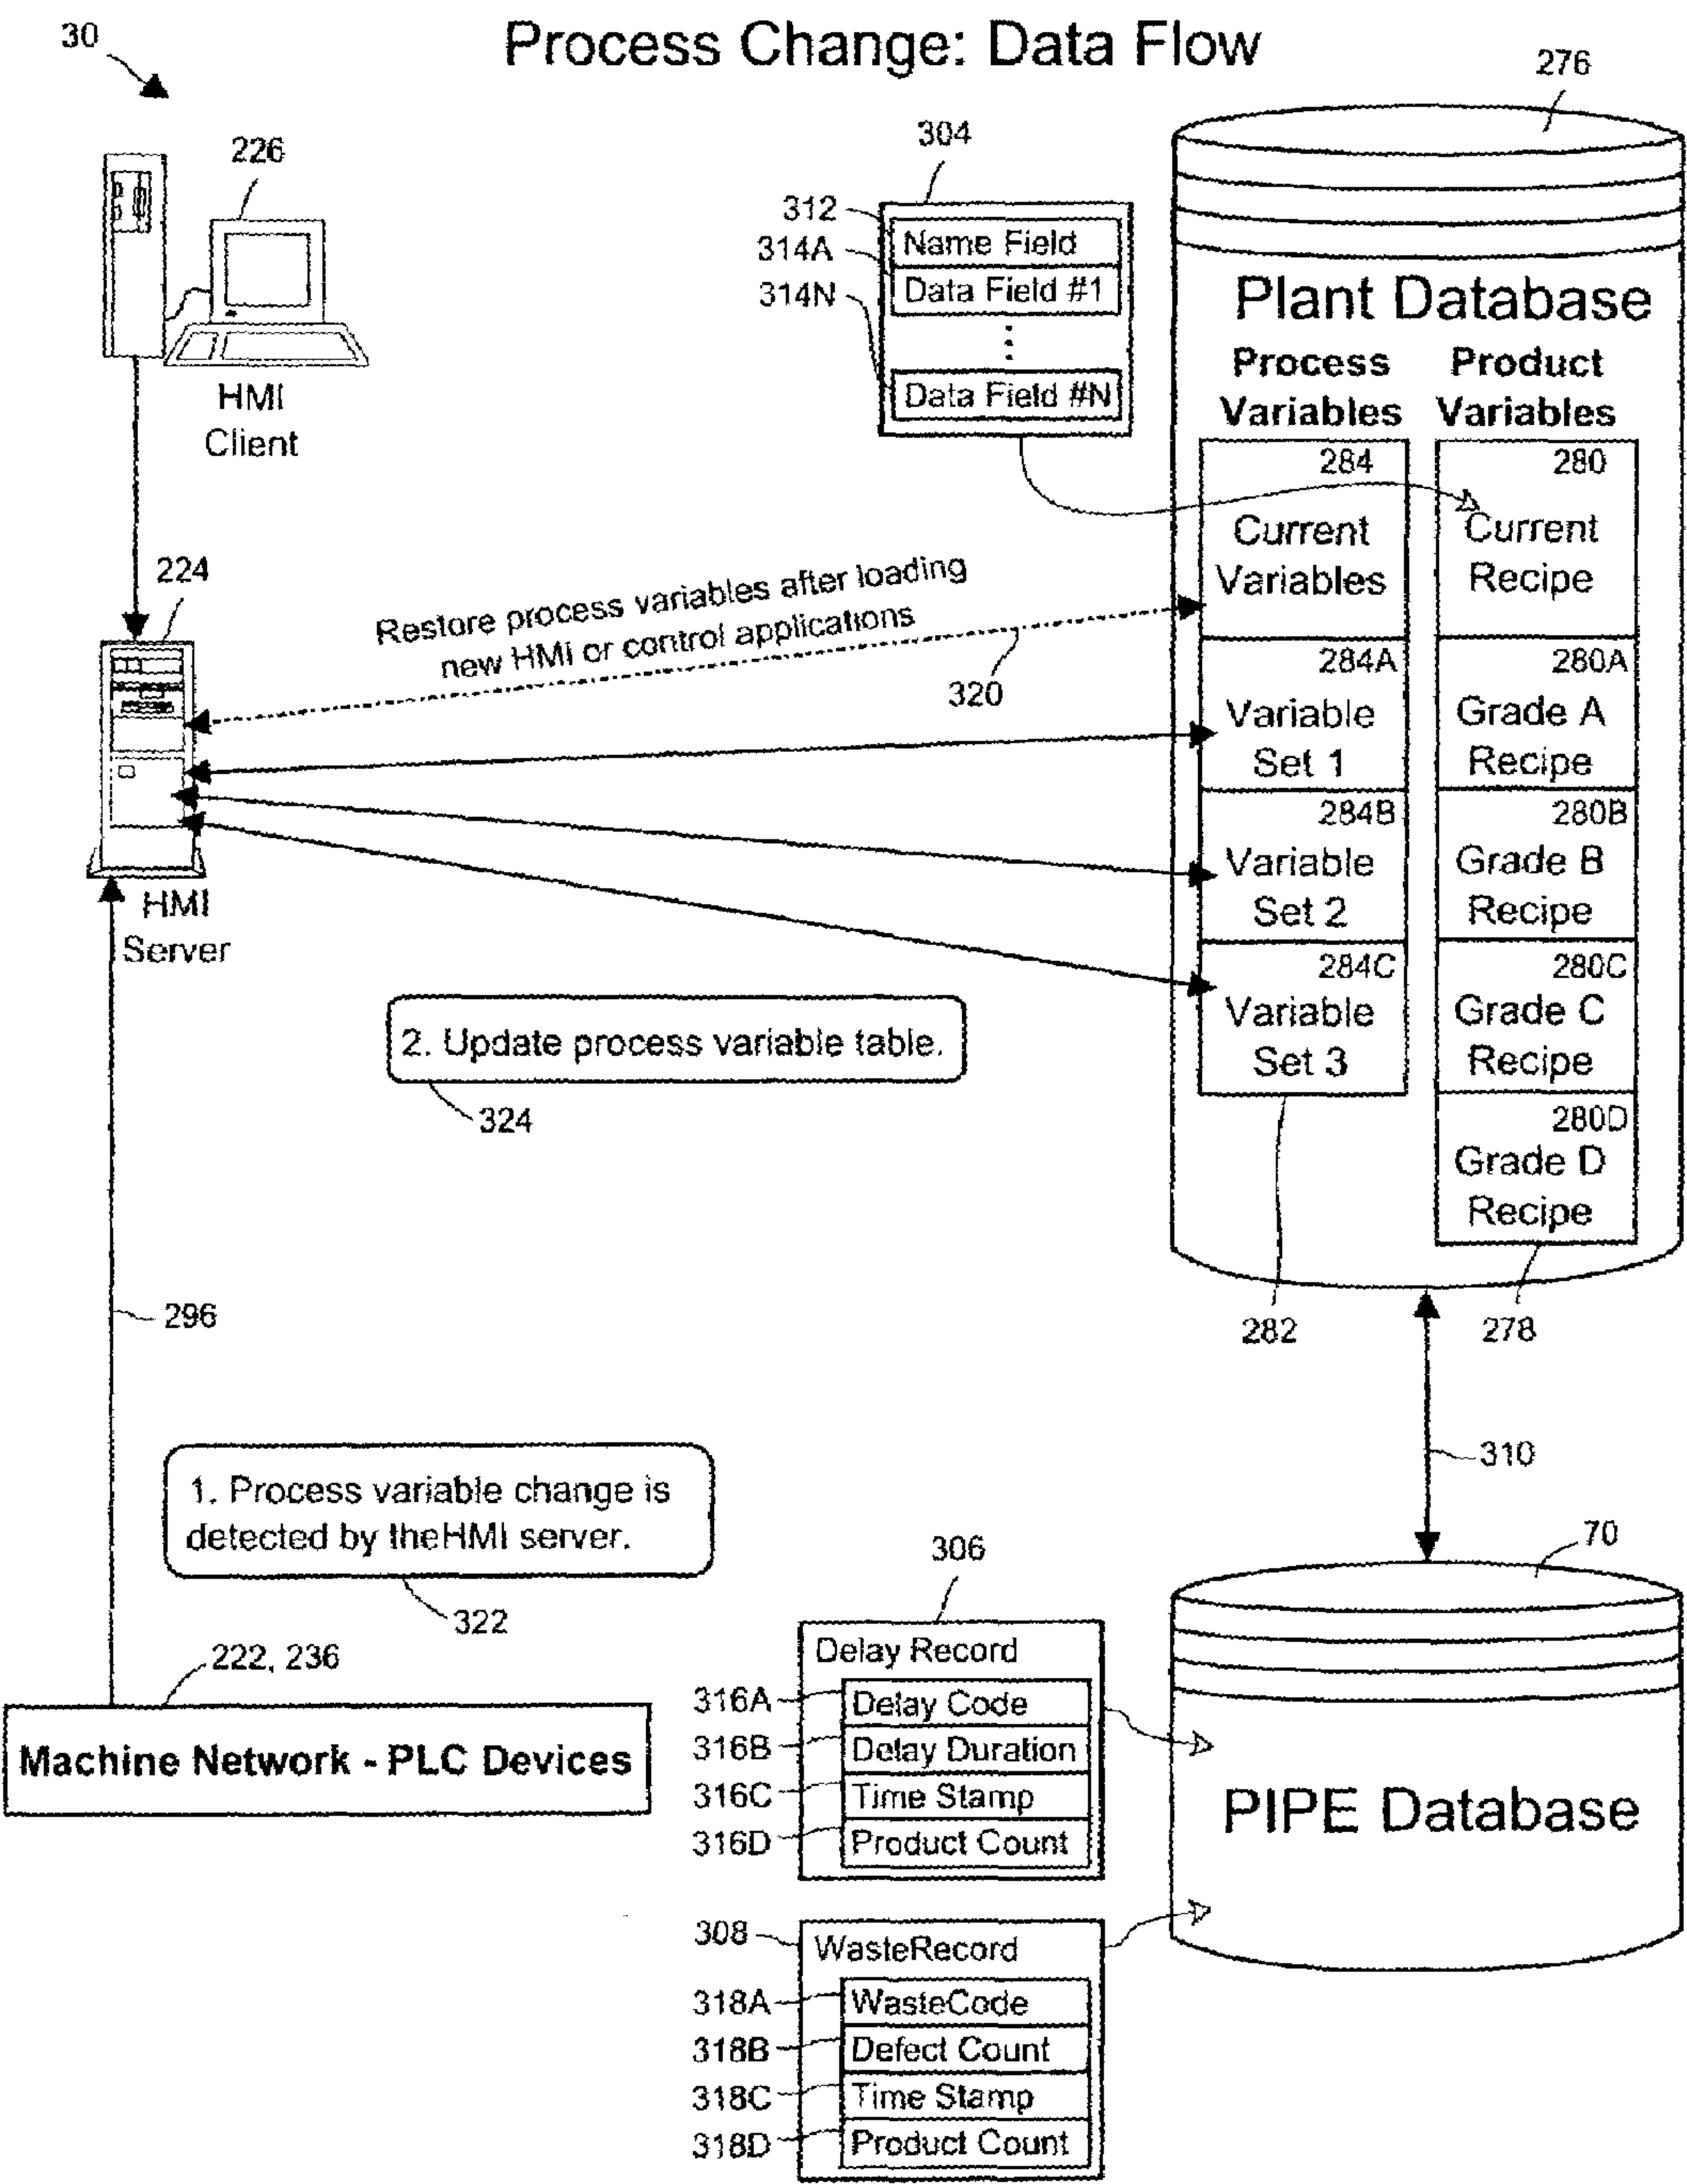 Process Change: Data Flow
30
276
304
226
312
Name Field
314A
Data Field #1
314N
Data Field #N
Plant Database
Process Variables
Product Variables
HMI
Client
284
Current
Variables
280
Current
Recipe
224
Restore process variables after loading
new HMI or control applications
320
284A
Variable
Set 1
280A
Grade A
Recipe
284B
Variable
Set 2
280B
Grade B
Recipe
HMI
Server
284C
Variable
Set 3
280C
Grade C
Recipe
2. Update process variable table.
324
280D
Grade D
Recipe
296
282
278
310
1. Process variable change is
detected by theHMI server.
322
70
306
222, 236
Machine Network - PLC Devices
Delay Record
316A
Delay Code
316B
Delay Duration
316C
Time Stamp
316D
Product Count
PIPE Database
308
WasteRecord
318A
WasteCode
318B
Defect Count
318C
Time Stamp
318D
Product Count